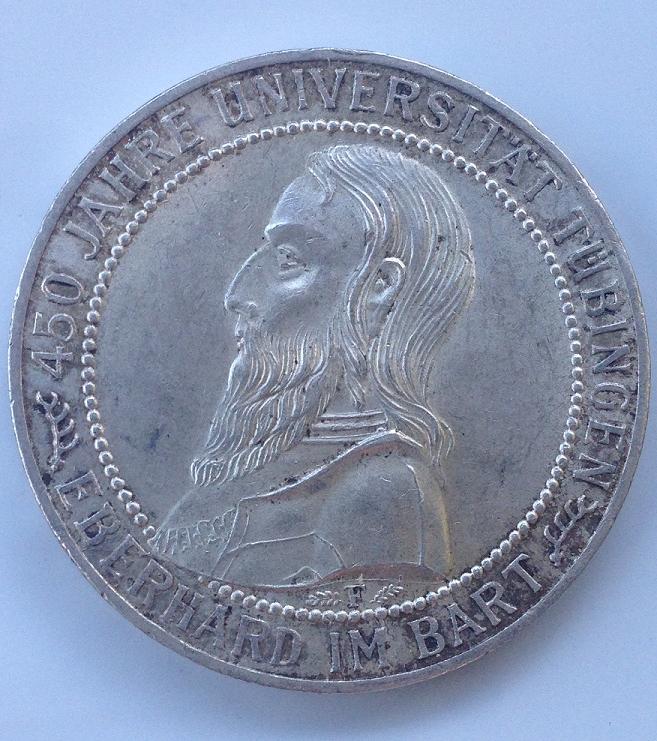 450 JAHRE UNIVERSITÄT TÜBINGEN
EBERHARD IM BART
F